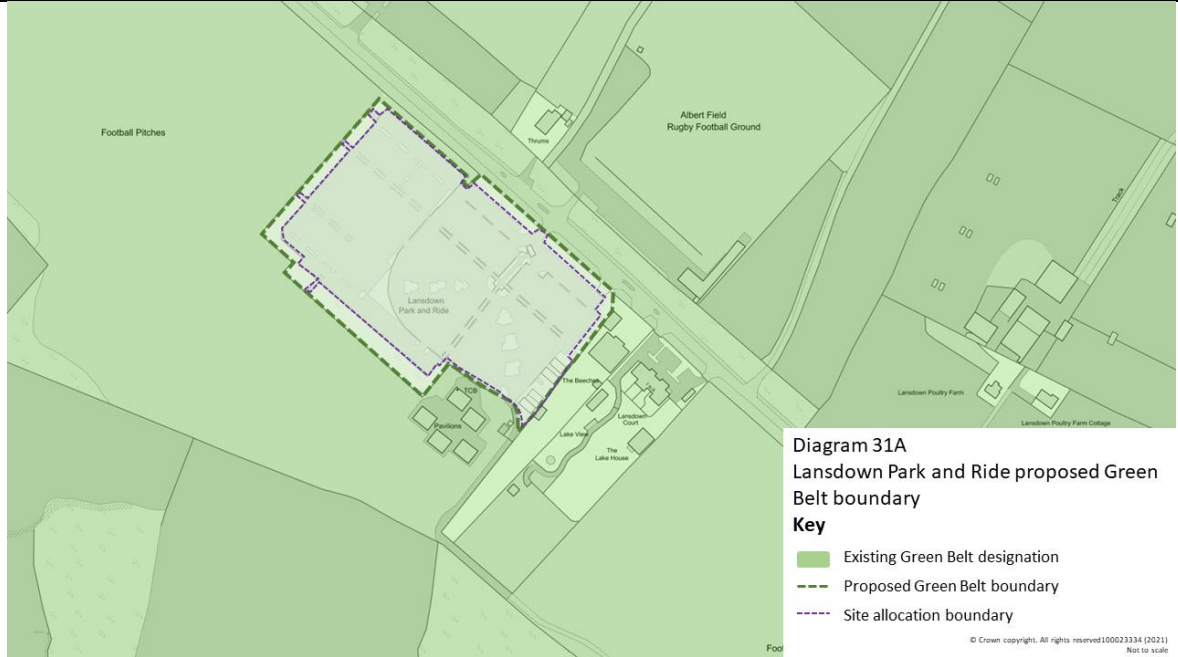 Football Pitches
Albert Field
Rugby Football Ground
Thrums
Track
Lansdown
Park and Ride
The Beeches
TCB
Pavilions
Lansdown
Court
Lake View
The
Lake House
Lansdown Poultry Farm
Lansdown Poultry Farm Cottage
Foo
Diagram 31A
Lansdown Park and Ride proposed Green
Belt boundary
Key
Existing Green Belt designation
Proposed Green Belt boundary
Site allocation boundary
© Crown copyright. All rights reserved100023334 (2021)
Not to scale